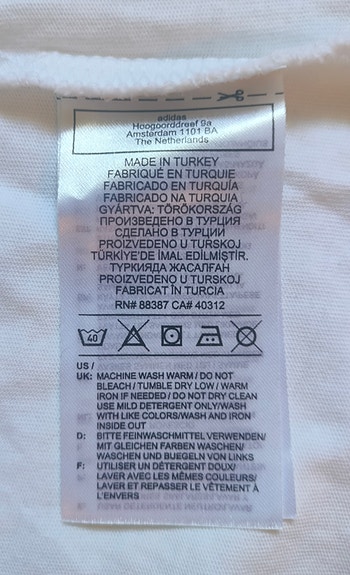 adidas
Hoogoorddreef 9a
Amsterdam 1101 BA
The Netherlands
MADE IN TURKEY
FABRIQUÉ EN TURQUIE
FABRICADO EN TURQUÍA
FABRICADO NA TURQUIA
GYÁRTVA: TÖRÖKORSZÁG
ПРОИЗВЕДЕНО В ТУРЦИЯ
СДЕЛАНО В ТУРЦИИ
PROIZVEDENO U TURSKOJ
TÜRKİYE'DE İMAL EDİLMİŞTİR.
ТҮРКИЯДА ЖАСАЛҒАН
PROIZVEDENO U TURSKOJ
FABRICAT ÎN TURCIA
RN# 88387 CA# 40312
40
US /
UK: MACHINE WASH WARM / DO NOT
BLEACH / TUMBLE DRY LOW / WARM
IRON IF NEEDED / DO NOT DRY CLEAN
USE MILD DETERGENT ONLY/WASH
WITH LIKE COLORS/WASH AND IRON
INSIDE OUT
D: BITTE FEINWASCHMITTEL VERWENDEN/
MIT GLEICHEN FARBEN WASCHEN/
WASCHEN UND BUEGELN VON LINKS
F: UTILISER UN DÉTERGENT DOUX/
LAVER AVEC LES MÊMES COULEURS/
LAVER ET REPASSER LE VÊTEMENT À
L'ENVERS